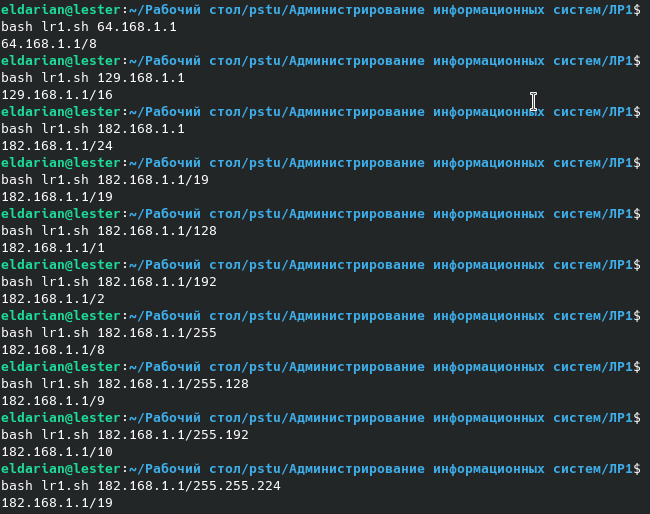 eldarian@lester:~/Рабочий стол/pstu/Администрирование информационных систем/ЛР1$
bash lr1.sh 64.168.1.1
64.168.1.1/8
eldarian@lester:~/Рабочий стол/pstu/Администрирование информационных систем/ЛР1$
bash lr1.sh 129.168.1.1
129.168.1.1/16
eldarian@lester:~/Рабочий стол/pstu/Администрирование информационных систем/ЛР1$
bash lr1.sh 182.168.1.1
182.168.1.1/24
eldarian@lester:~/Рабочий стол/pstu/Администрирование информационных систем/ЛР1$
bash lr1.sh 182.168.1.1/19
182.168.1.1/19
eldarian@lester:~/Рабочий стол/pstu/Администрирование информационных систем/ЛР1$
bash lr1.sh 182.168.1.1/128
182.168.1.1/1
eldarian@lester:~/Рабочий стол/pstu/Администрирование информационных систем/ЛР1$
bash lr1.sh 182.168.1.1/192
182.168.1.1/2
eldarian@lester:~/Рабочий стол/pstu/Администрирование информационных систем/ЛР1$
bash lr1.sh 182.168.1.1/255
182.168.1.1/8
eldarian@lester:~/Рабочий стол/pstu/Администрирование информационных систем/ЛР1$
bash lr1.sh 182.168.1.1/255.128
182.168.1.1/9
eldarian@lester:~/Рабочий стол/pstu/Администрирование информационных систем/ЛР1$
bash lr1.sh 182.168.1.1/255.192
182.168.1.1/10
eldarian@lester:~/Рабочий стол/pstu/Администрирование информационных систем/ЛР1$
bash lr1.sh 182.168.1.1/255.255.224
182.168.1.1/19